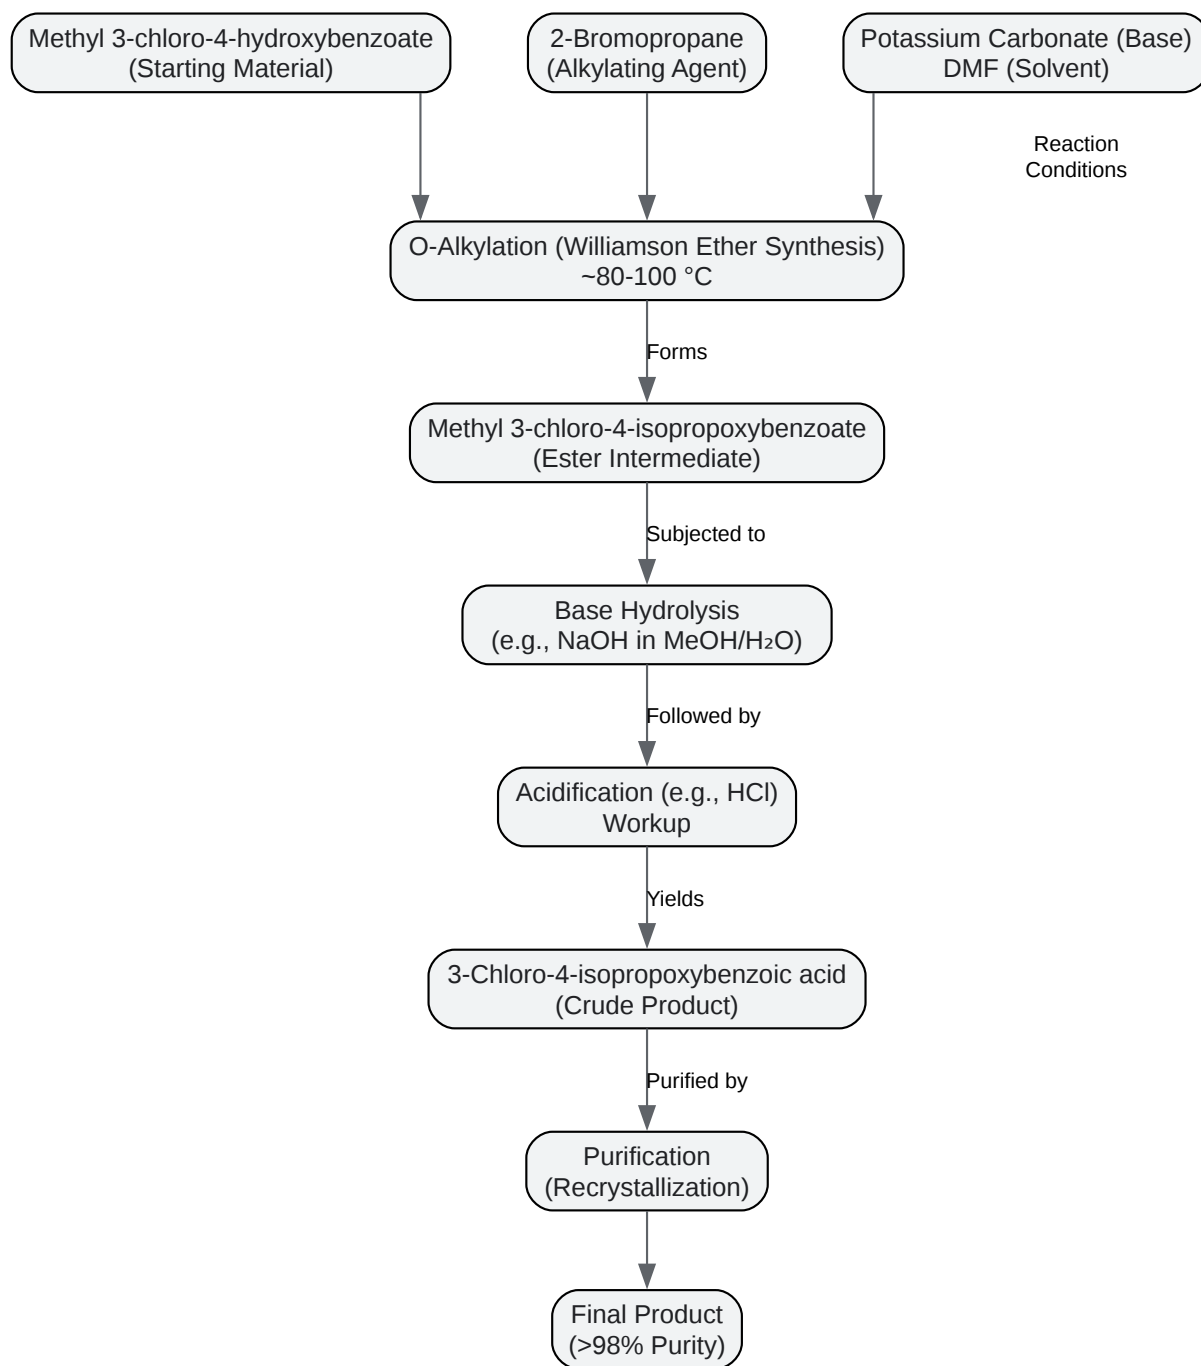 Methyl 3-chloro-4-hydroxybenzoate
(Starting Material)
2-Bromopropane
(Alkylating Agent)
Potassium Carbonate (Base)
DMF (Solvent)
Reaction
Conditions
O-Alkylation (Williamson Ether Synthesis)
~80-100 °C
Forms
Methyl 3-chloro-4-isopropoxybenzoate
(Ester Intermediate)
Subjected to
Base Hydrolysis
(e.g., NaOH in MeOH/H₂O)
Followed by
Acidification (e.g., HCl)
Workup
Yields
3-Chloro-4-isopropoxybenzoic acid
(Crude Product)
Purified by
Purification
(Recrystallization)
Final Product
(>98% Purity)